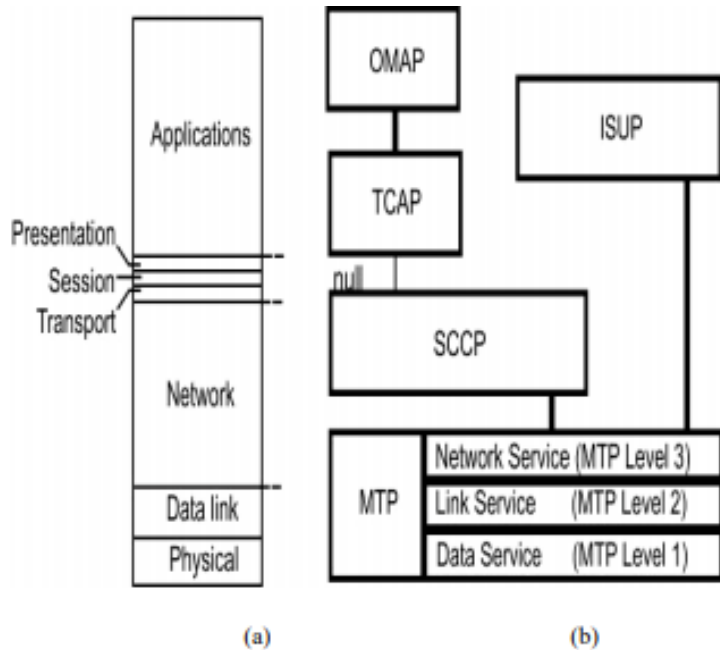 Applications
Presentation
Session
Transport
Network
Data link
Physical
(a)
OMAP
ISUP
TCAP
null
SCCP
MTP
Network Service (MTP Level 3)
Link Service (MTP Level 2)
Data Service (MTP Level 1)
(b)